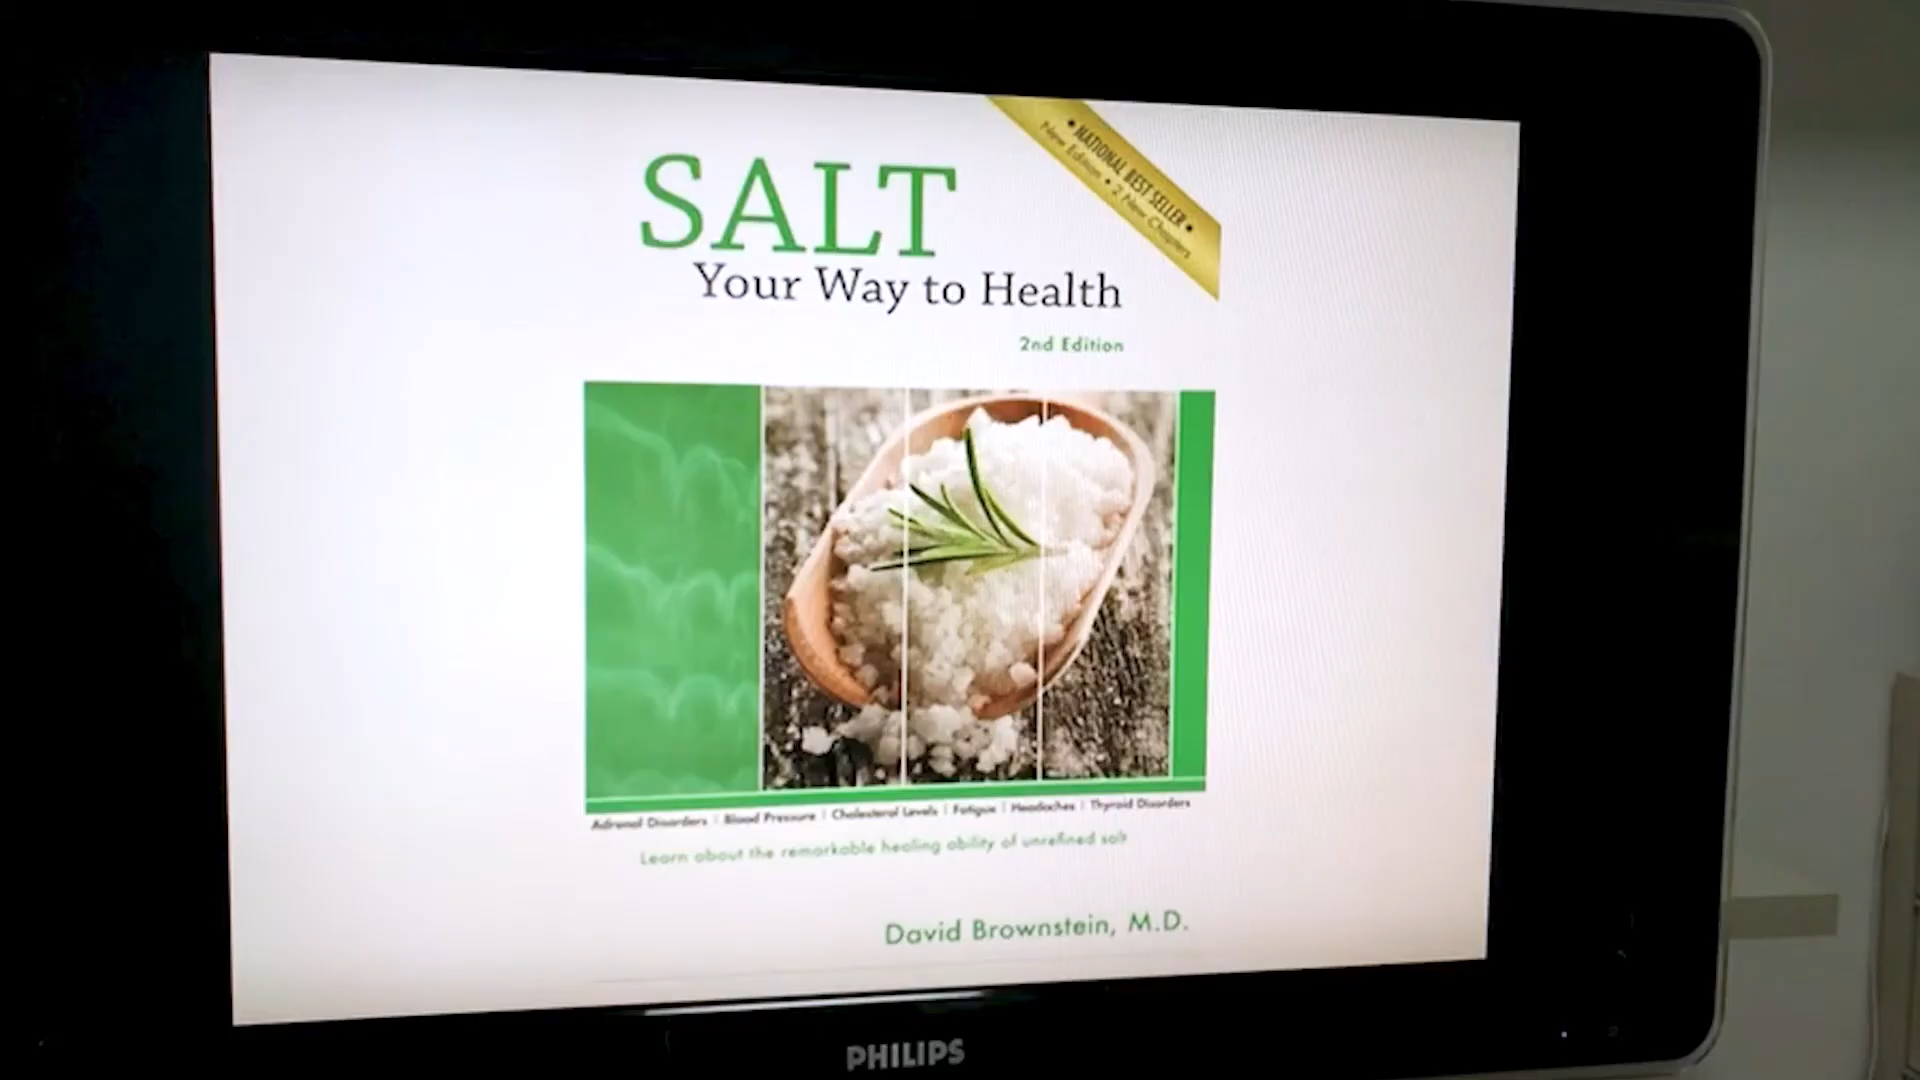 • NATIONAL BEST SELLER •
New Edition • 2 New Chapters
SALT
Your Way to Health
2nd Edition
Adrenal Disorders | Blood Pressure | Cholesterol Levels | Fatigue | Headaches | Thyroid Disorders
Learn about the remarkable healing ability of unrefined salt
David Brownstein, M.D.
PHILIPS